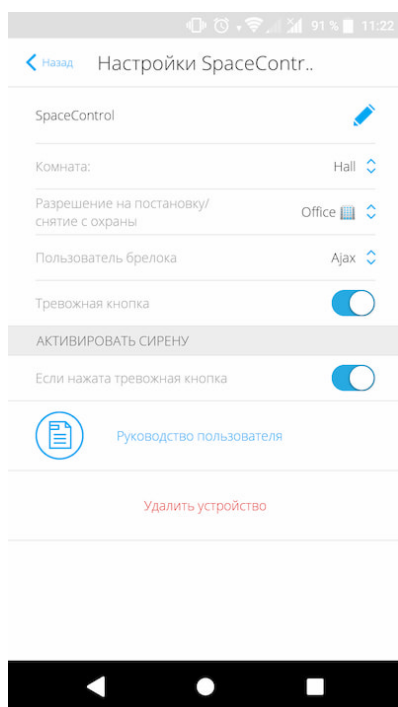 91 % 11:22
Назад Настройки SpaceContr..
SpaceControl
Комната: Hall
Разрешение на постановку/
снятие с охраны Office
Пользователь брелока Ajax
Тревожная кнопка
АКТИВИРОВАТЬ СИРЕНУ
Если нажата тревожная кнопка
Руководство пользователя
Удалить устройство